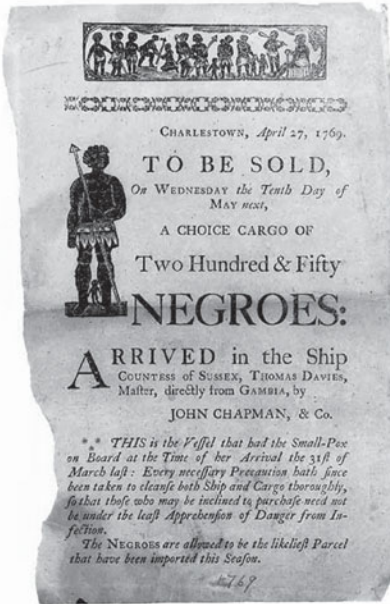 CHARLESTOWN, April 27, 1769.
TO BE SOLD,
On WEDNESDAY the Tenth Day of
MAY next,
A CHOICE CARGO OF
Two Hundred & Fifty
NEGROES:
ARRIVED in the Ship
COUNTESS OF SUSSEX, THOMAS DAVIES,
Maſter, directly from GAMBIA, by
JOHN CHAPMAN, & Co.
*** THIS is the Veſſel that had the Small-Pox
on Board at the Time of her Arrival the 31ſt of
March laſt : Every neceſſary Precaution hath ſince
been taken to cleanſe both Ship and Cargo thoroughly,
ſo that thoſe who may be inclined to purchaſe need not
be under the leaſt Apprehenſion of Danger from In-
fection.
The NEGROES are allowed to be the likelieſt Parcel
that have been imported this Seaſon.
1769